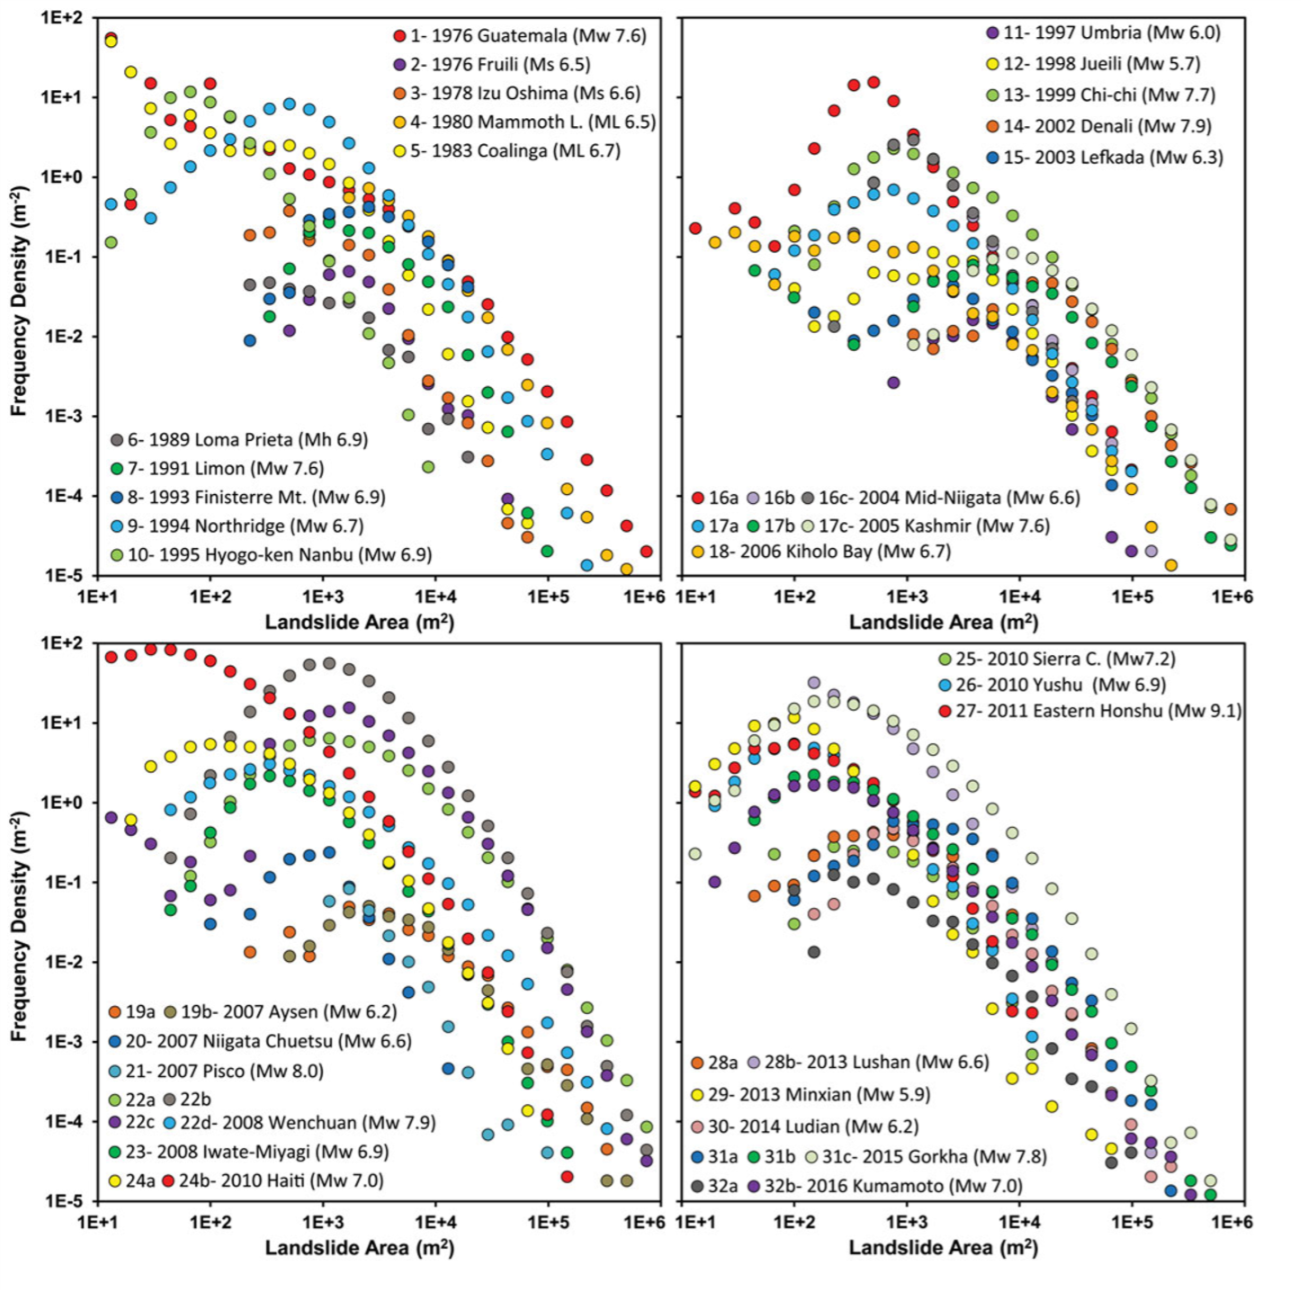 1E+2
1E+1
1E+0
1E-1
1E-2
1E-3
1E-4
1E-5
Frequency Density (m-2)
1- 1976 Guatemala (Mw 7.6)
2- 1976 Fruili (Ms 6.5)
3- 1978 Izu Oshima (Ms 6.6)
4- 1980 Mammoth L. (ML 6.5)
5- 1983 Coalinga (ML 6.7)
6- 1989 Loma Prieta (Mh 6.9)
7- 1991 Limon (Mw 7.6)
8- 1993 Finisterre Mt. (Mw 6.9)
9- 1994 Northridge (Mw 6.7)
10- 1995 Hyogo-ken Nanbu (Mw 6.9)
1E+1 1E+2 1E+3 1E+4 1E+5 1E+6
Landslide Area (m2)
11- 1997 Umbria (Mw 6.0)
12- 1998 Jueili (Mw 5.7)
13- 1999 Chi-chi (Mw 7.7)
14- 2002 Denali (Mw 7.9)
15- 2003 Lefkada (Mw 6.3)
16a 16b 16c- 2004 Mid-Niigata (Mw 6.6)
17a 17b 17c- 2005 Kashmir (Mw 7.6)
18- 2006 Kiholo Bay (Mw 6.7)
1E+1 1E+2 1E+3 1E+4 1E+5 1E+6
Landslide Area (m2)
1E+2
1E+1
1E+0
1E-1
1E-2
1E-3
1E-4
1E-5
Frequency Density (m-2)
19a 19b- 2007 Aysen (Mw 6.2)
20- 2007 Niigata Chuetsu (Mw 6.6)
21- 2007 Pisco (Mw 8.0)
22a 22b
22c 22d- 2008 Wenchuan (Mw 7.9)
23- 2008 Iwate-Miyagi (Mw 6.9)
24a 24b- 2010 Haiti (Mw 7.0)
1E+1 1E+2 1E+3 1E+4 1E+5 1E+6
Landslide Area (m2)
25- 2010 Sierra C. (Mw7.2)
26- 2010 Yushu (Mw 6.9)
27- 2011 Eastern Honshu (Mw 9.1)
28a 28b- 2013 Lushan (Mw 6.6)
29- 2013 Minxian (Mw 5.9)
30- 2014 Ludian (Mw 6.2)
31a 31b 31c- 2015 Gorkha (Mw 7.8)
32a 32b- 2016 Kumamoto (Mw 7.0)
1E+1 1E+2 1E+3 1E+4 1E+5 1E+6
Landslide Area (m2)